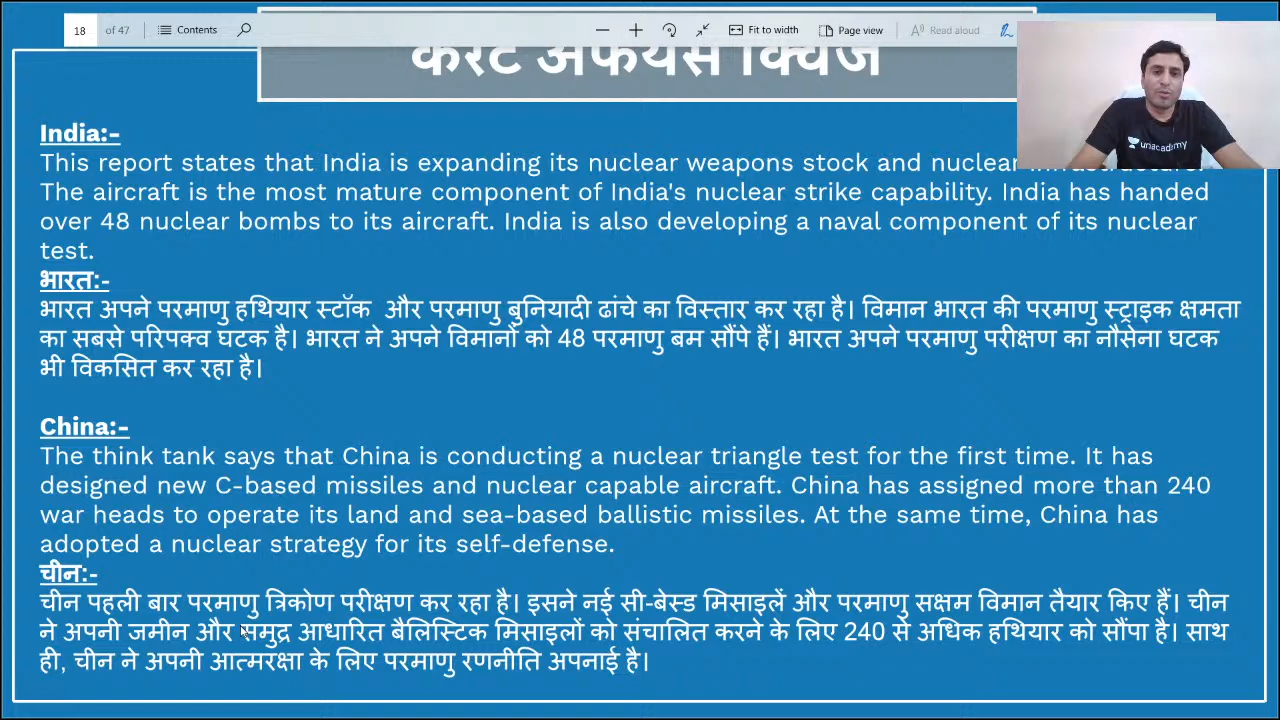 18 of 47 Contents Fit to width Page view Read aloud
करेंट अफेयर्स क्विज
India:-
This report states that India is expanding its nuclear weapons stock and nuclear
The aircraft is the most mature component of India's nuclear strike capability. India has handed
over 48 nuclear bombs to its aircraft. India is also developing a naval component of its nuclear
test.
भारत:-
भारत अपने परमाणु हथियार स्टॉक और परमाणु बुनियादी ढांचे का विस्तार कर रहा है। विमान भारत की परमाणु स्ट्राइक क्षमता
का सबसे परिपक्व घटक है। भारत ने अपने विमानों को 48 परमाणु बम सौंपे हैं। भारत अपने परमाणु परीक्षण का नौसेना घटक
भी विकसित कर रहा है।
China:-
The think tank says that China is conducting a nuclear triangle test for the first time. It has
designed new C-based missiles and nuclear capable aircraft. China has assigned more than 240
war heads to operate its land and sea-based ballistic missiles. At the same time, China has
adopted a nuclear strategy for its self-defense.
चीन:-
चीन पहली बार परमाणु त्रिकोण परीक्षण कर रहा है। इसने नई सी-बेस्ड मिसाइलें और परमाणु सक्षम विमान तैयार किए हैं। चीन
ने अपनी जमीन और समुद्र आधारित बैलिस्टिक मिसाइलों को संचालित करने के लिए 240 से अधिक हथियार को सौंपा है। साथ
ही, चीन ने अपनी आत्मरक्षा के लिए परमाणु रणनीति अपनाई है।
unacademy